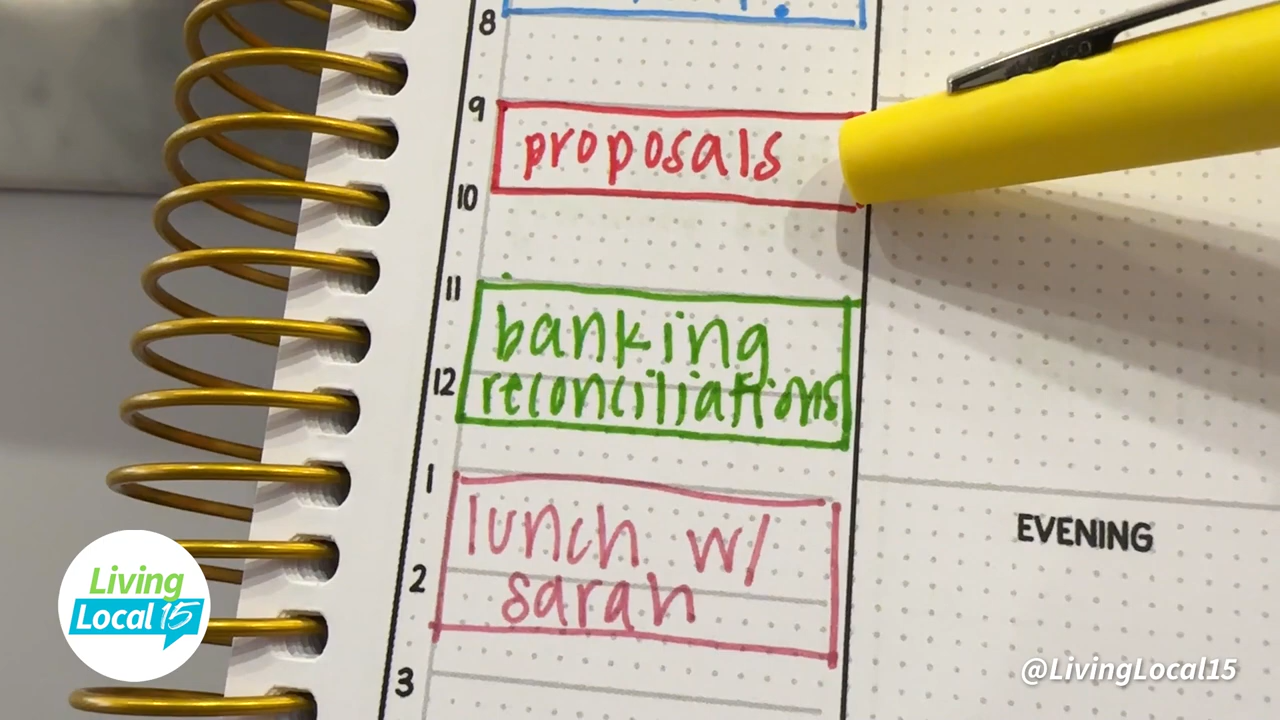 8
9
proposals
10
11
banking
12
reconciliations
1
lunch w/
2
sarah
3
EVENING
Living
Local 15
@LivingLocal15